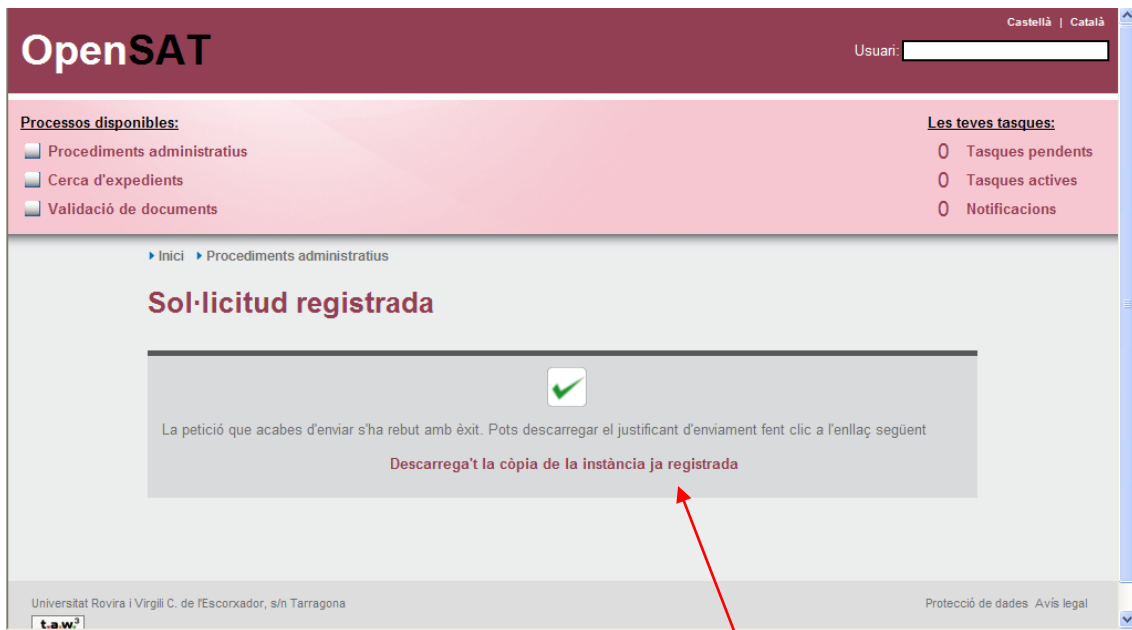 Castellà | Català
OpenSAT
Usuari:
Processos disponibles:
Procediments administratius
Cerca d'expedients
Validació de documents
Les teves tasques:
0 Tasques pendents
0 Tasques actives
0 Notificacions
Inici Procediments administratius
Sol·licitud registrada
La petició que acabes d'enviar s'ha rebut amb èxit. Pots descarregar el justificant d'enviament fent clic a l'enllaç següent
Descarrega't la còpia de la instància ja registrada
Universitat Rovira i Virgili C. de l'Escorxador, s/n Tarragona
Protecció de dades Avís legal
t.a.w.3